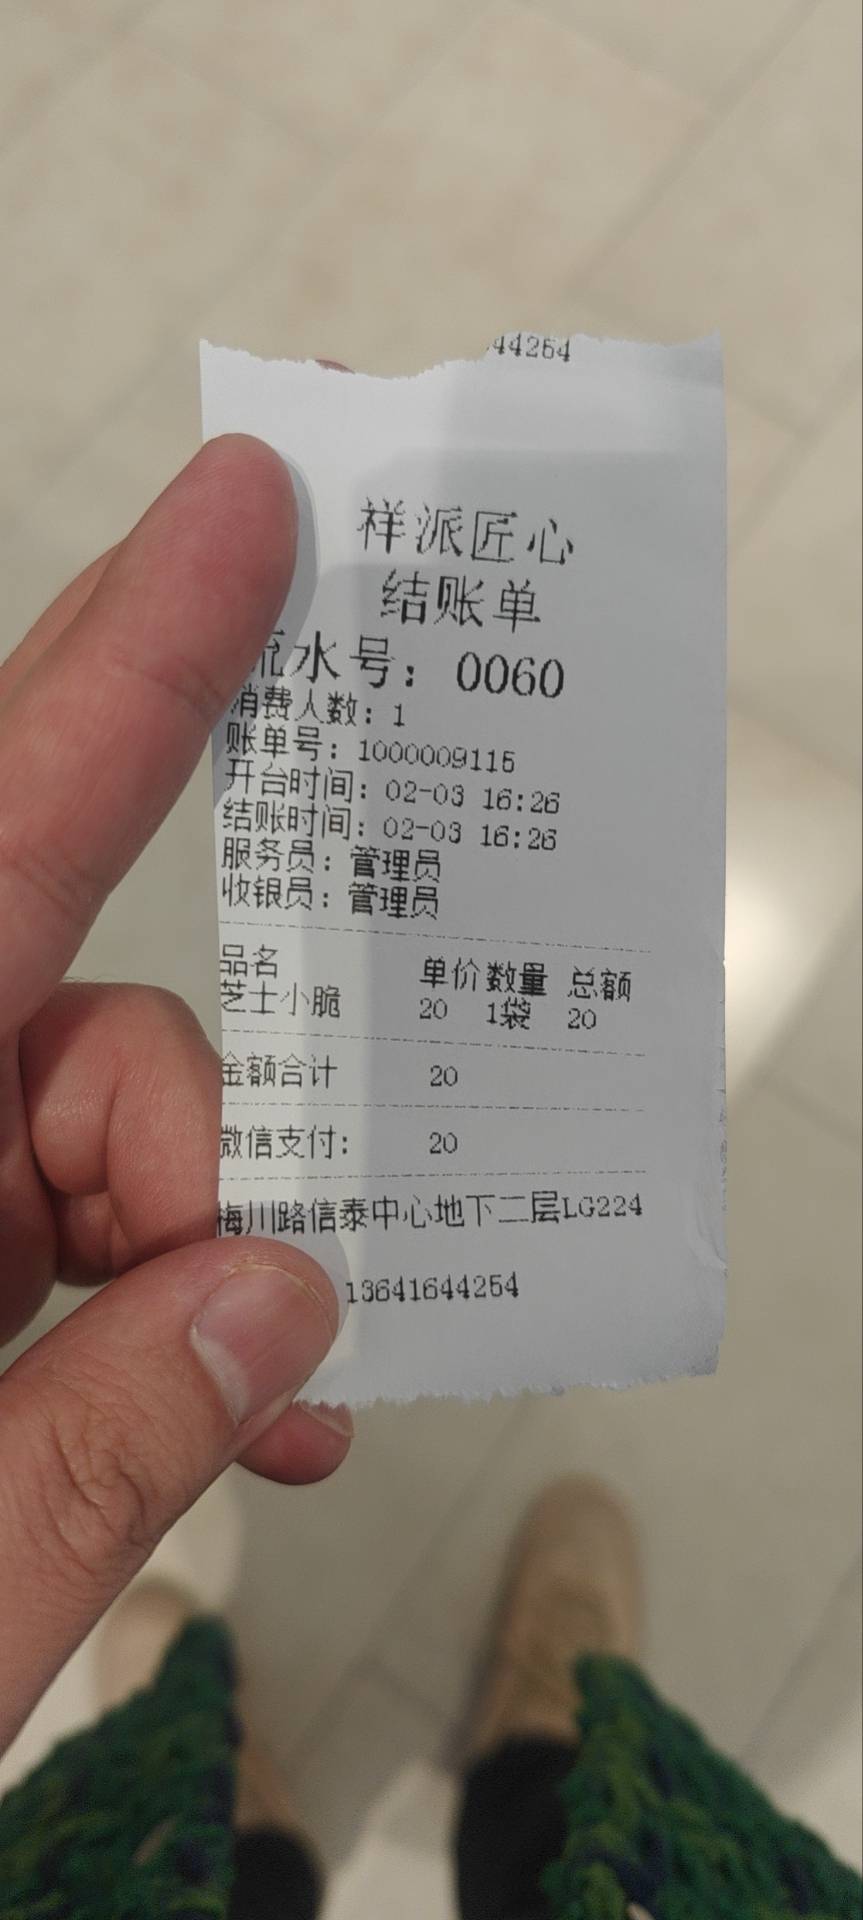 44264
祥派匠心
结账单
流水号：0060
消费人数：1
账单号：1000009115
开台时间：02-03 16:26
结账时间：02-03 16:26
服务员：管理员
收银员：管理员
品名 单价 数量 总额
芝士小脆 20 1袋 20
金额合计 20
微信支付: 20
梅川路信泰中心地下二层LG224
13641644254